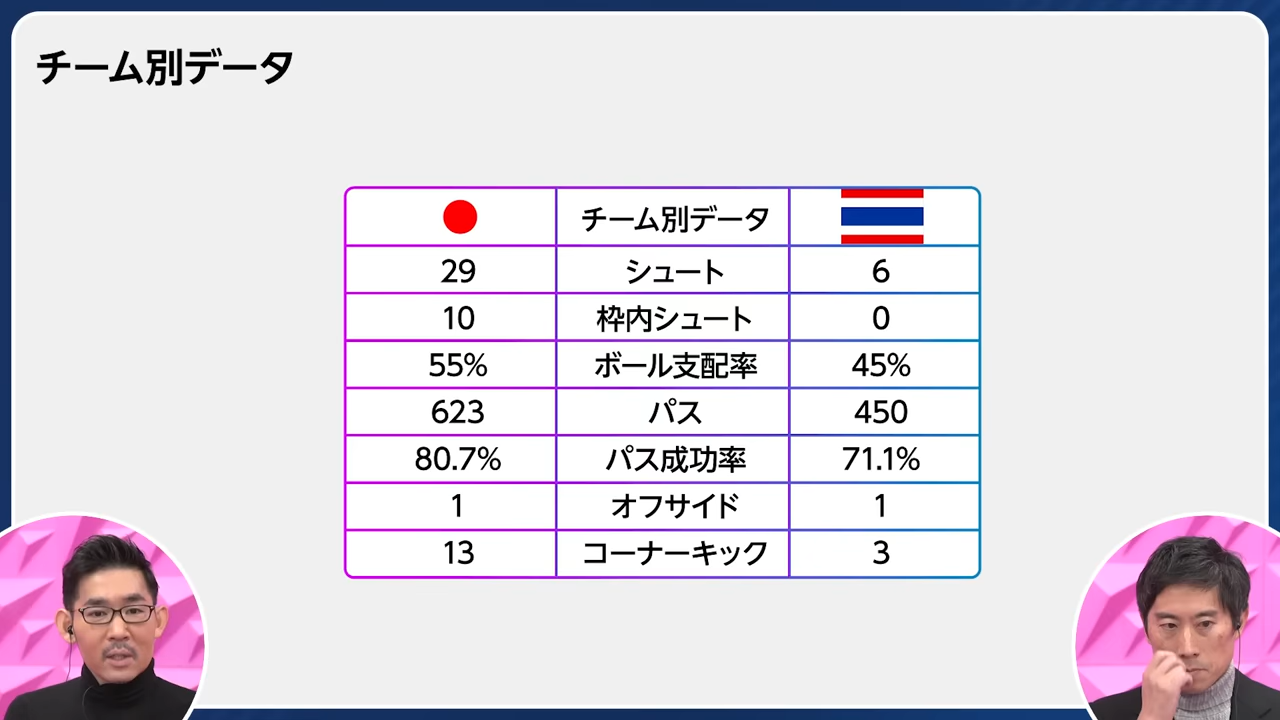 チーム別データ
チーム別データ
29 シュート 6
10 枠内シュート 0
55% ボール支配率 45%
623 パス 450
80.7% パス成功率 71.1%
1 オフサイド 1
13 コーナーキック 3